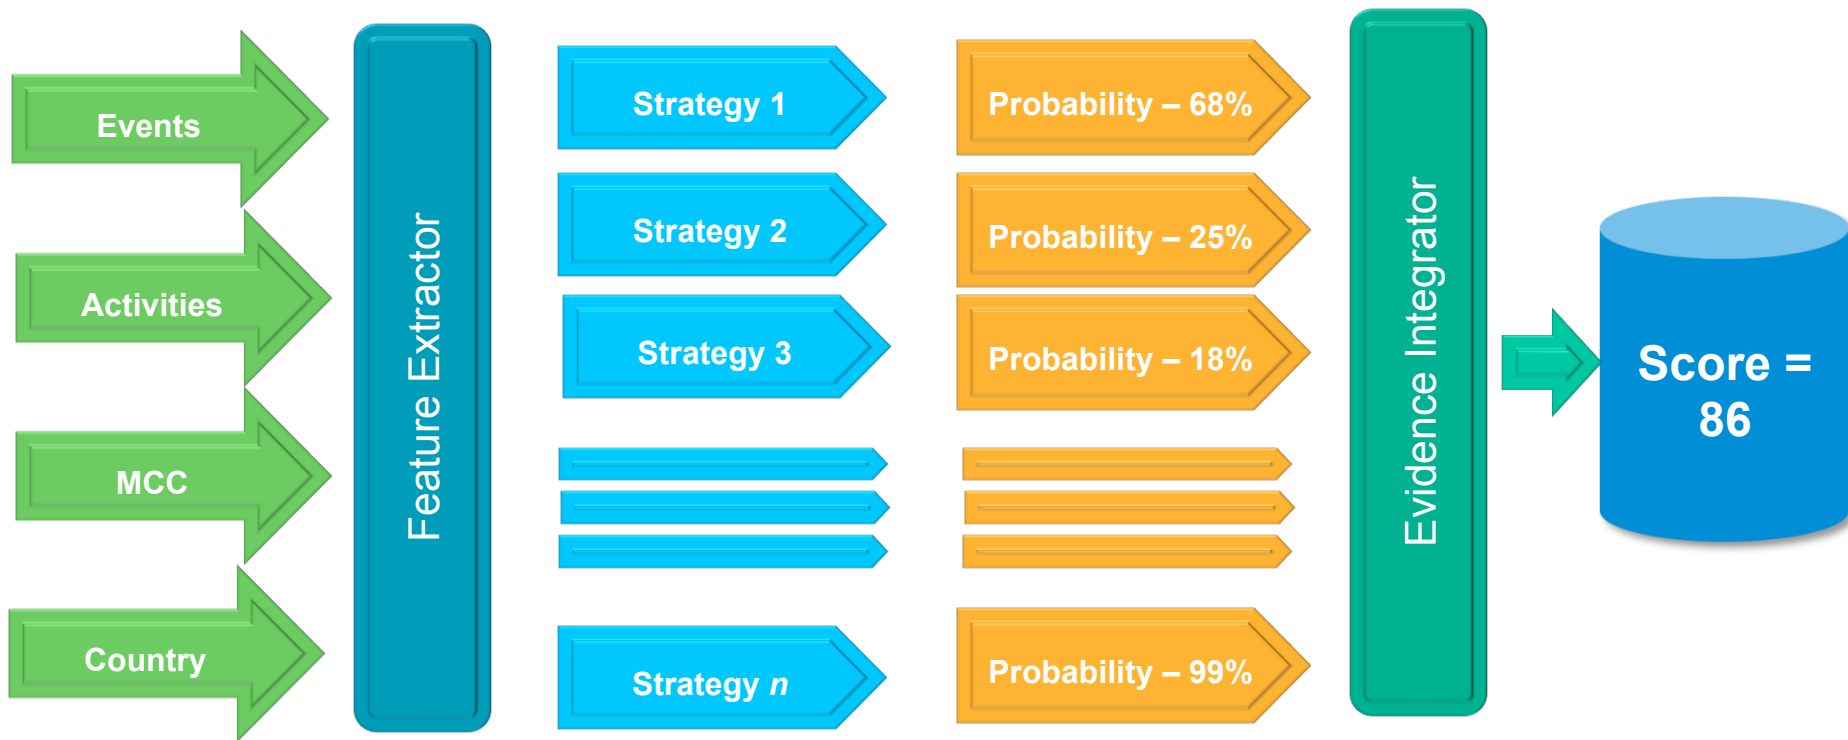 Events
Activities
MCC
Country
Feature Extractor
Strategy 1
Strategy 2
Strategy 3
Strategy n
Probability – 68%
Probability – 25%
Probability – 18%
Probability – 99%
Evidence Integrator
Score =
86